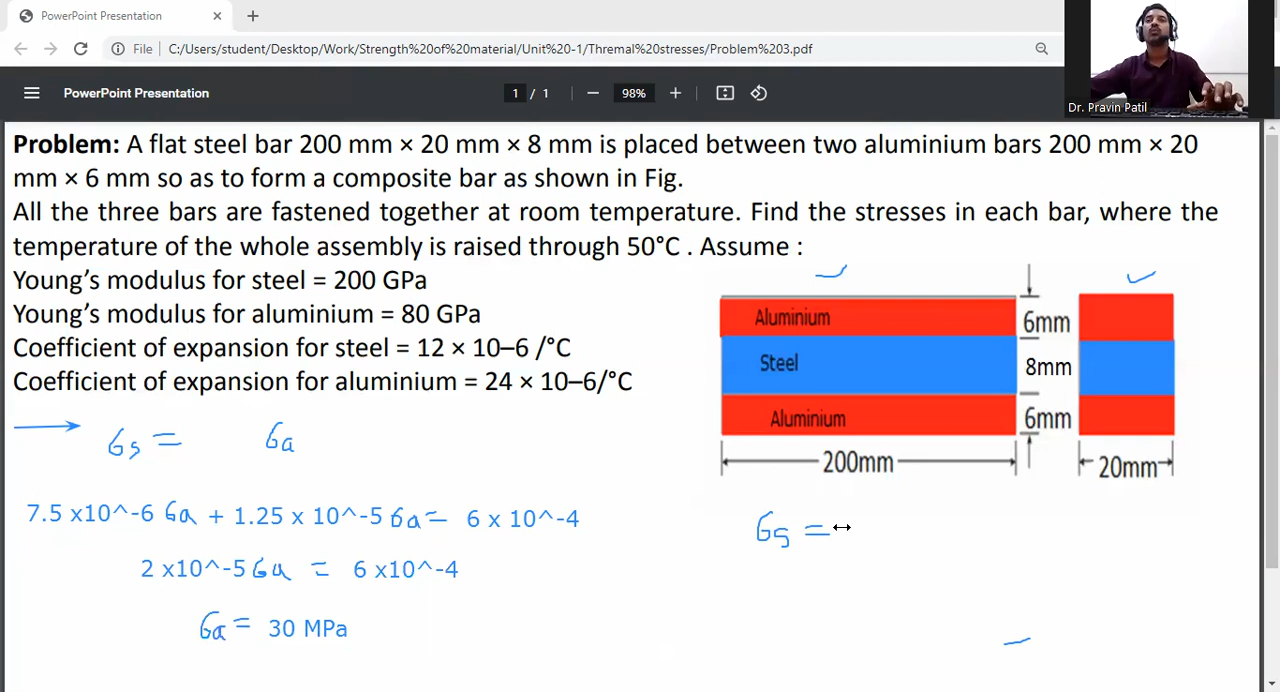 PowerPoint Presentation
File
C:/Users/student/Desktop/Work/Strength%20of%20material/Unit%20-1/Thremal%20stresses/Problem%203.pdf
Dr. Pravin Patil
PowerPoint Presentation
1 / 1
98%
Problem: A flat steel bar 200 mm × 20 mm × 8 mm is placed between two aluminium bars 200 mm × 20
mm × 6 mm so as to form a composite bar as shown in Fig.
All the three bars are fastened together at room temperature. Find the stresses in each bar, where the
temperature of the whole assembly is raised through 50°C . Assume :
Young’s modulus for steel = 200 GPa
Young’s modulus for aluminium = 80 GPa
Coefficient of expansion for steel = 12 × 10–6 /°C
Coefficient of expansion for aluminium = 24 × 10–6/°C
Aluminium
6mm
Steel
8mm
Aluminium
6mm
200mm
20mm
σs = σa
7.5 x10^-6 σa + 1.25 x 10^-5 σa = 6 x 10^-4
2 x10^-5 σa = 6 x10^-4
σa = 30 MPa
σs =